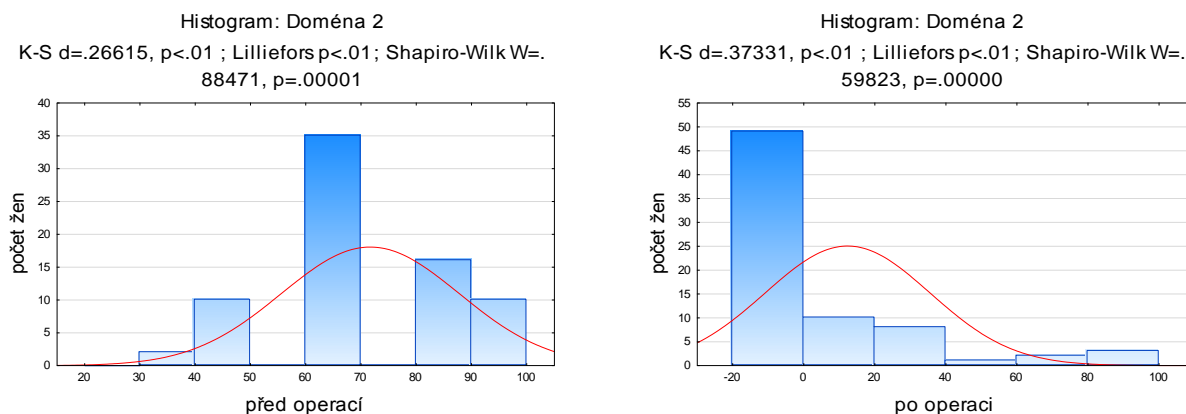 Histogram: Doména 2
K-S d=.26615, p<.01 ; Lilliefors p<.01; Shapiro-Wilk W=.
88471, p=.00001
40
35
30
25
20
15
10
5
0
počet žen
20 30 40 50 60 70 80 90 100
před operací
Histogram: Doména 2
K-S d=.37331, p<.01 ; Lilliefors p<.01; Shapiro-Wilk W=.
59823, p=.00000
55
50
45
40
35
30
25
20
15
10
5
0
počet žen
-20 0 20 40 60 80 100
po operaci